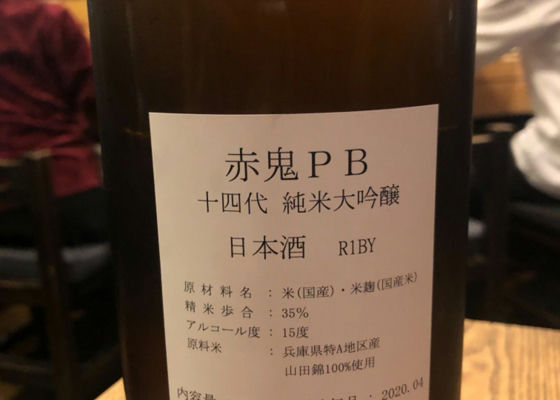 赤鬼PB
十四代 純米大吟醸
日本酒 R1BY
原材料名 : 米(国産)・米麹(国産米)
精米歩合 : 35%
アルコール度 : 15度
原料米 : 兵庫県特A地区産
山田錦100%使用
内容量 : 2020.04